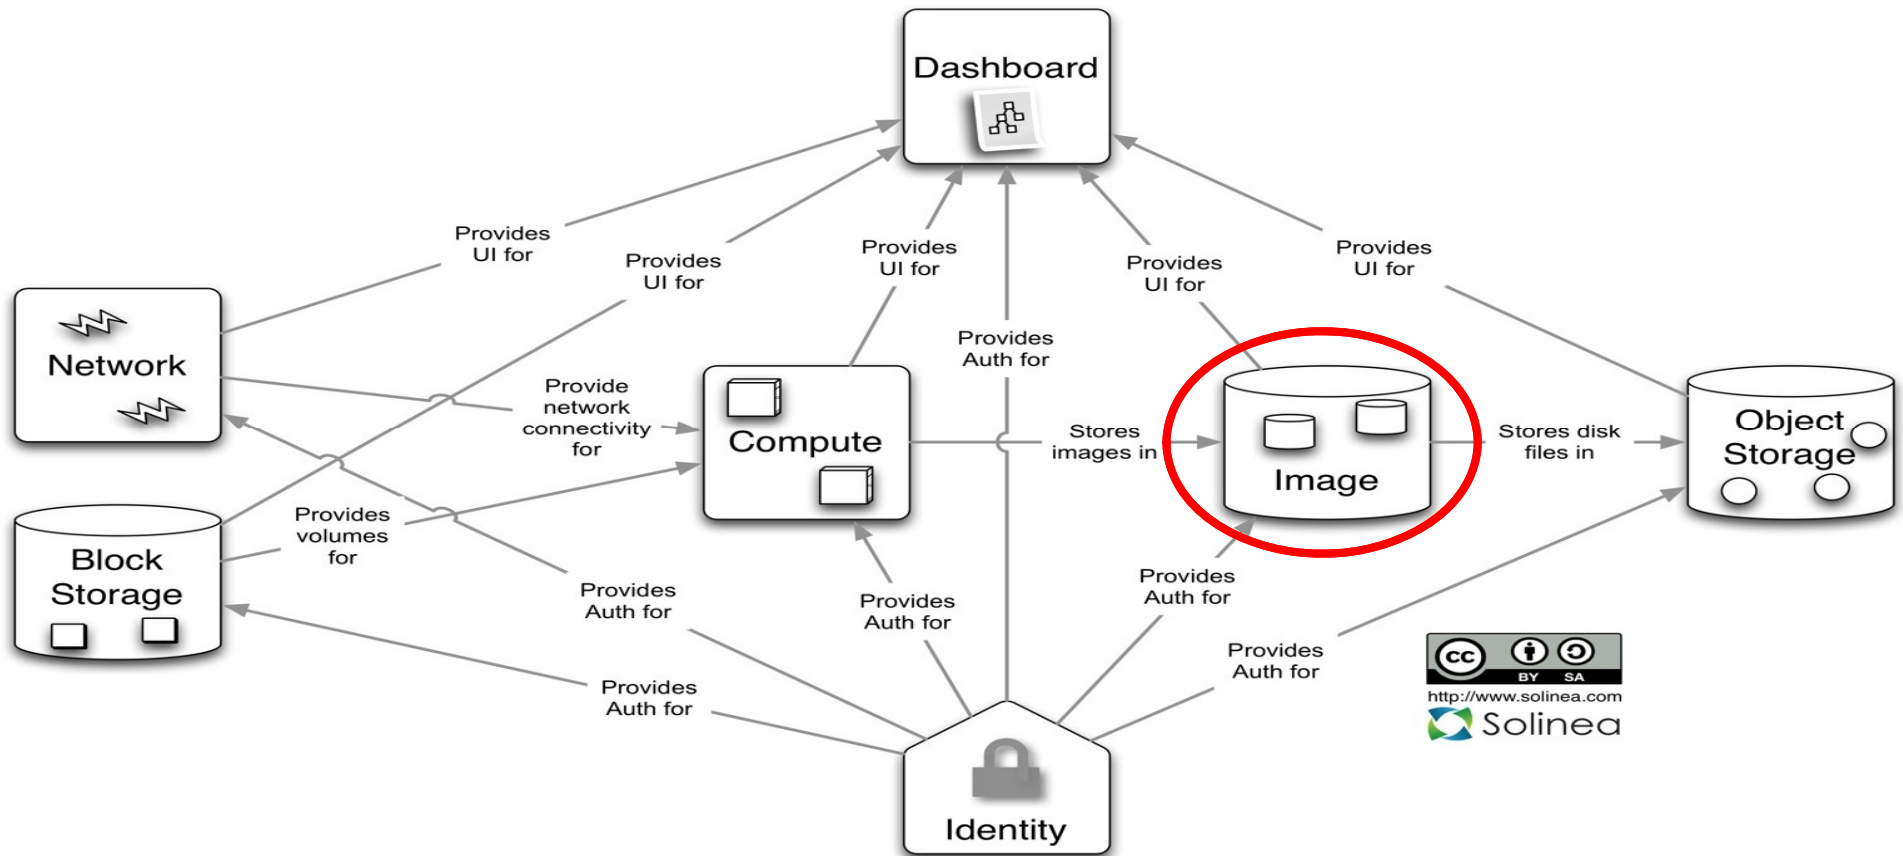 Dashboard
Provides
UI for
Provides
UI for
Provides
UI for
Provides
UI for
Provides
UI for
Network
Provides
Auth for
Provide
network
connectivity
for
Compute
Stores
images in
Image
Stores disk
files in
Object
Storage
Block
Storage
Provides
volumes
for
Provides
Auth for
Provides
Auth for
Provides
Auth for
Provides
Auth for
Provides
Auth for
Identity
cc
BY SA
http://www.solinea.com
Solinea